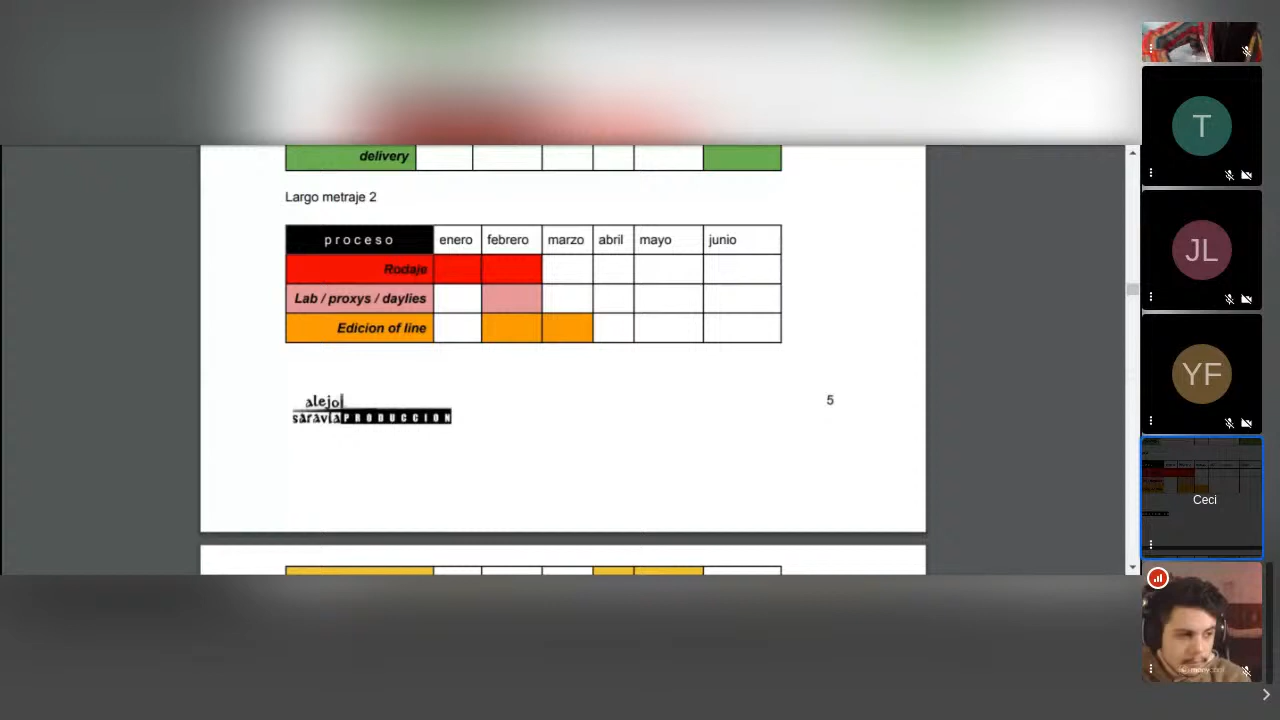 delivery
Largo metraje 2
proceso enero febrero marzo abril mayo junio
Rodaje
Lab / proxys / daylies
Edicion of line
alejo
saravia PRODUCCION
5
T
JL
YF
Ceci